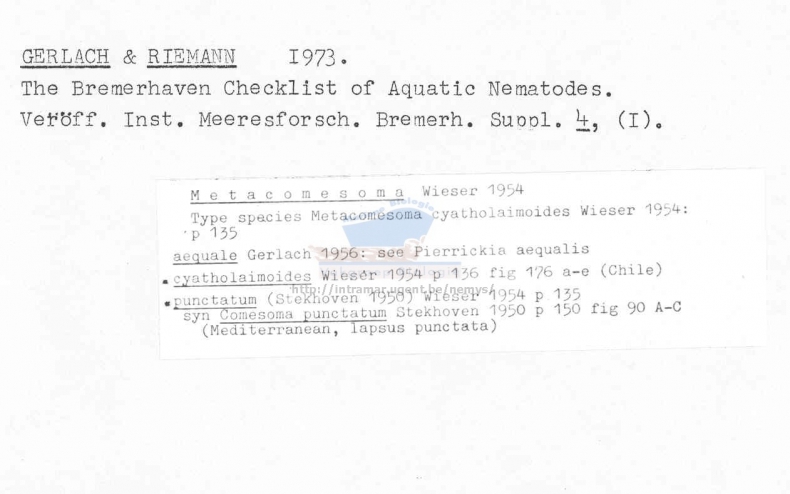 GERLACH & RIEMANN I973.
The Bremerhaven Checklist of Aquatic Nematodes.
Veröff. Inst. Meeresforsch. Bremerh. Suppl. 4, (I).
M e t a c o m e s o m a Wieser 1954
Type species Metacomesoma cyatholaimoides Wieser 1954:
p 135
aequale Gerlach 1956: see Pierrickia aequalis
cyatholaimoides Wieser 1954 p 136 fig 176 a-e (Chile)
http://intramar.ugent.be/nemys/
punctatum (Stekhoven 1950) Wieser 1954 p 135
syn Comesoma punctatum Stekhoven 1950 p 150 fig 90 A-C
(Mediterranean, lapsus punctata)